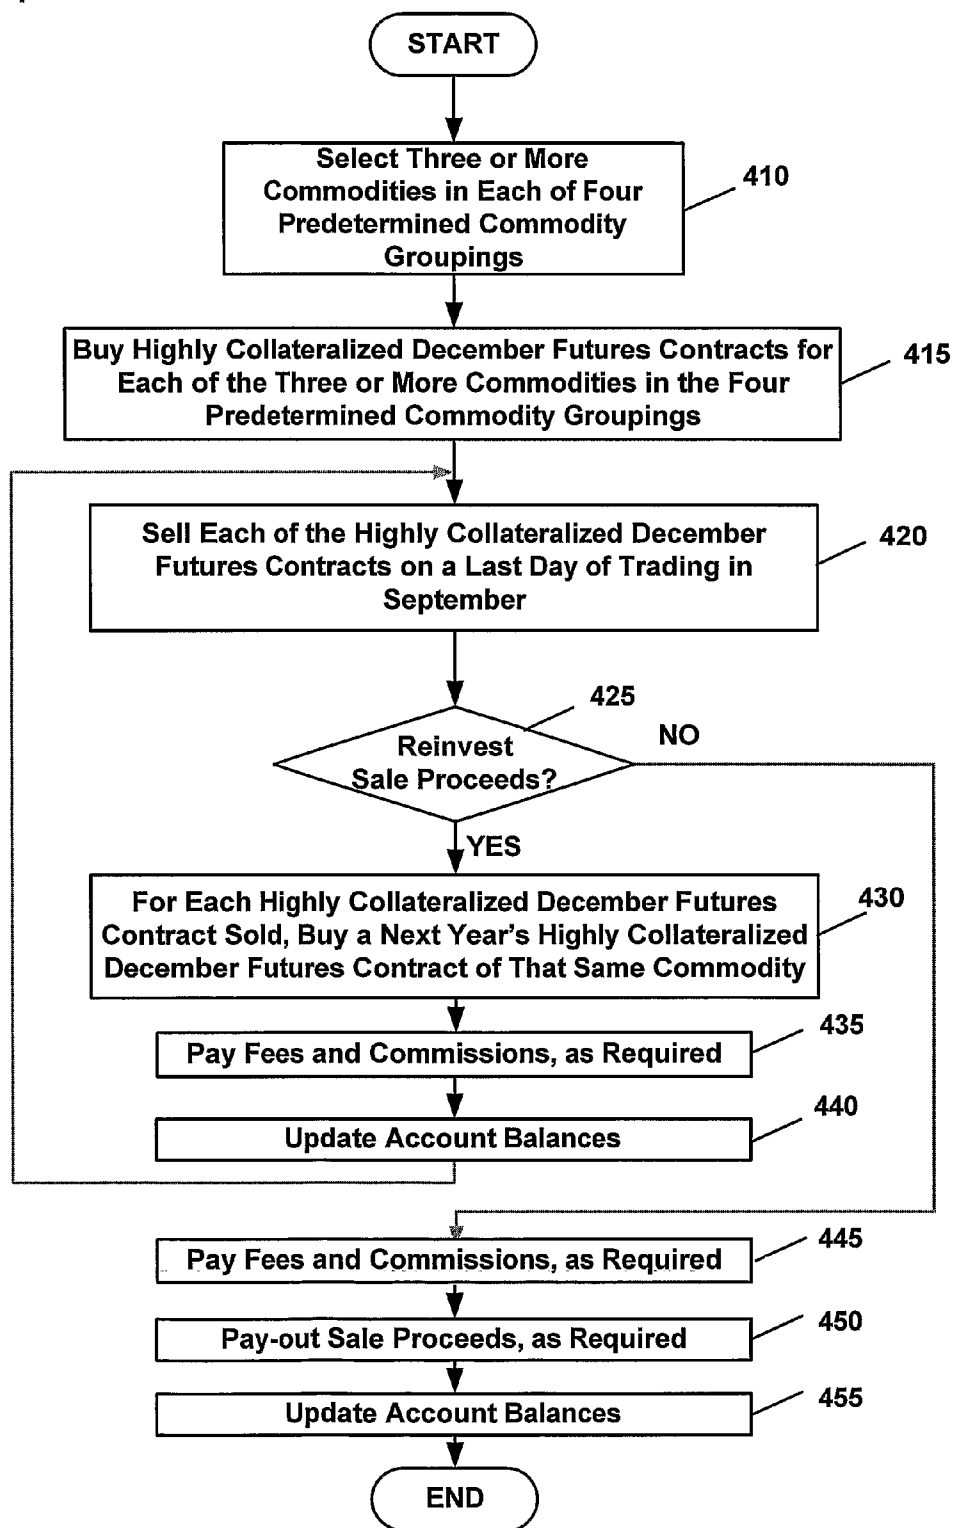 START
Select Three or More
Commodities in Each of Four
Predetermined Commodity
Groupings
410
Buy Highly Collateralized December Futures Contracts for
Each of the Three or More Commodities in the Four
Predetermined Commodity Groupings
415
Sell Each of the Highly Collateralized December
Futures Contracts on a Last Day of Trading in
September
420
425
Reinvest
Sale Proceeds?
NO
YES
For Each Highly Collateralized December Futures
Contract Sold, Buy a Next Year's Highly Collateralized
December Futures Contract of That Same Commodity
430
Pay Fees and Commissions, as Required
435
Update Account Balances
440
Pay Fees and Commissions, as Required
445
Pay-out Sale Proceeds, as Required
450
Update Account Balances
455
END